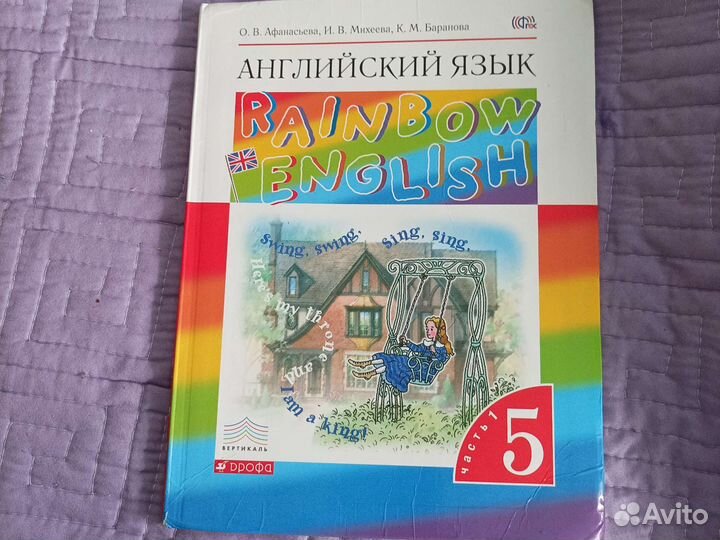 О. В. Афанасьева, И. В. Михеева, К. М. Баранова
ФГОС
АНГЛИЙСКИЙ ЯЗЫК
RAINBOW
ENGLISH
Swing, swing,
Sing, sing,
Here's my throne and
I am a king!
часть 1
5
ВЕРТИКАЛЬ
ДРОФА
Avito